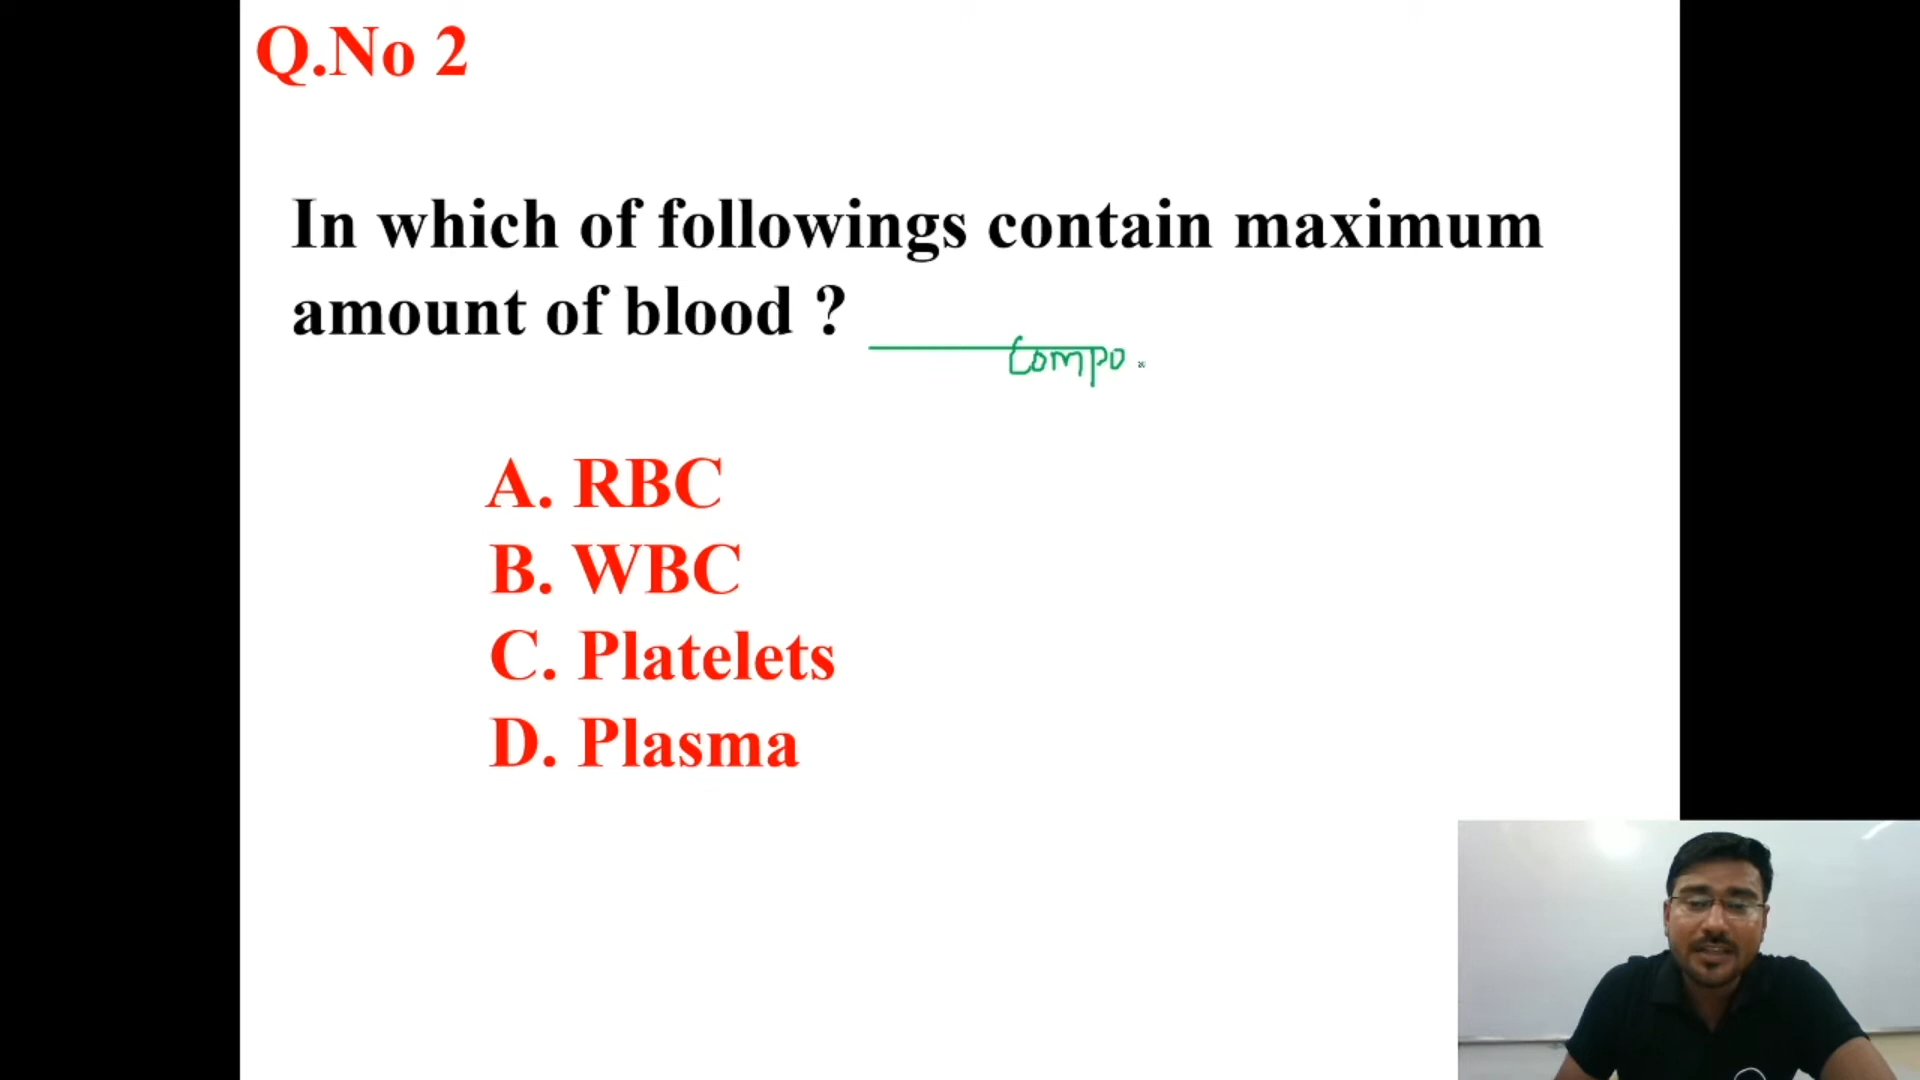 Q.No 2
In which of followings contain maximum
amount of blood ?
Compo
A. RBC
B. WBC
C. Platelets
D. Plasma